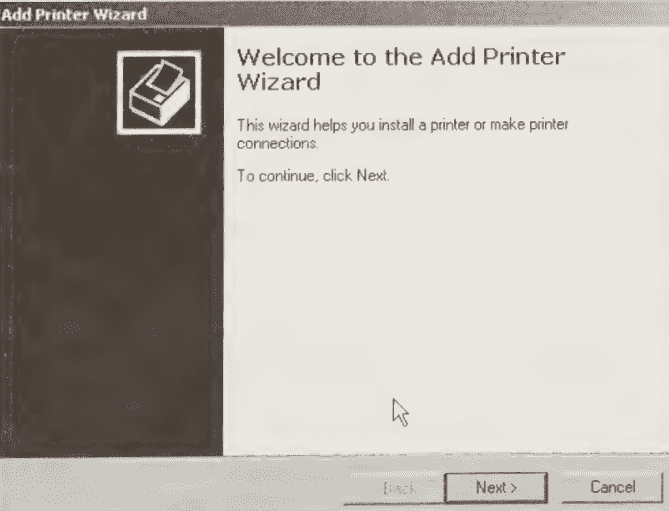 Add Printer Wizard
Welcome to the Add Printer
Wizard
This wizard helps you install a printer or make printer
connections.
To continue, click Next.
Back
Next >
Cancel